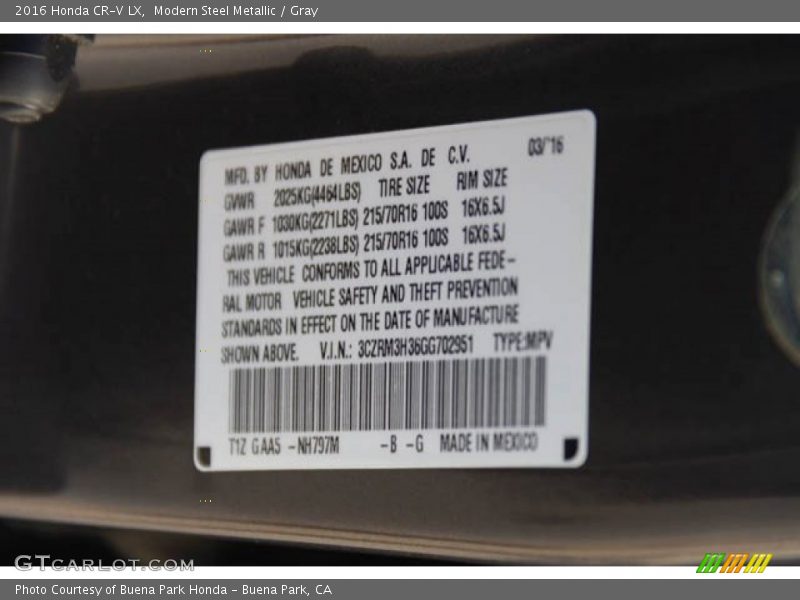 2016 Honda CR-V LX, Modern Steel Metallic / Gray
MFD. BY HONDA DE MEXICO S.A. DE C.V. 03/'16
GVWR 2025KG(4464LBS) TIRE SIZE RIM SIZE
GAWR F 1030KG(2271LBS) 215/70R16 100S 16X6.5J
GAWR R 1015KG(2238LBS) 215/70R16 100S 16X6.5J
THIS VEHICLE CONFORMS TO ALL APPLICABLE FEDE-
RAL MOTOR VEHICLE SAFETY AND THEFT PREVENTION
STANDARDS IN EFFECT ON THE DATE OF MANUFACTURE
SHOWN ABOVE. V.I.N.: 3CZRM3H36GG702951 TYPE:MPV
T1Z GAA5 -NH797M -B -G MADE IN MEXICO
GTCARLOT.COM
Photo Courtesy of Buena Park Honda - Buena Park, CA